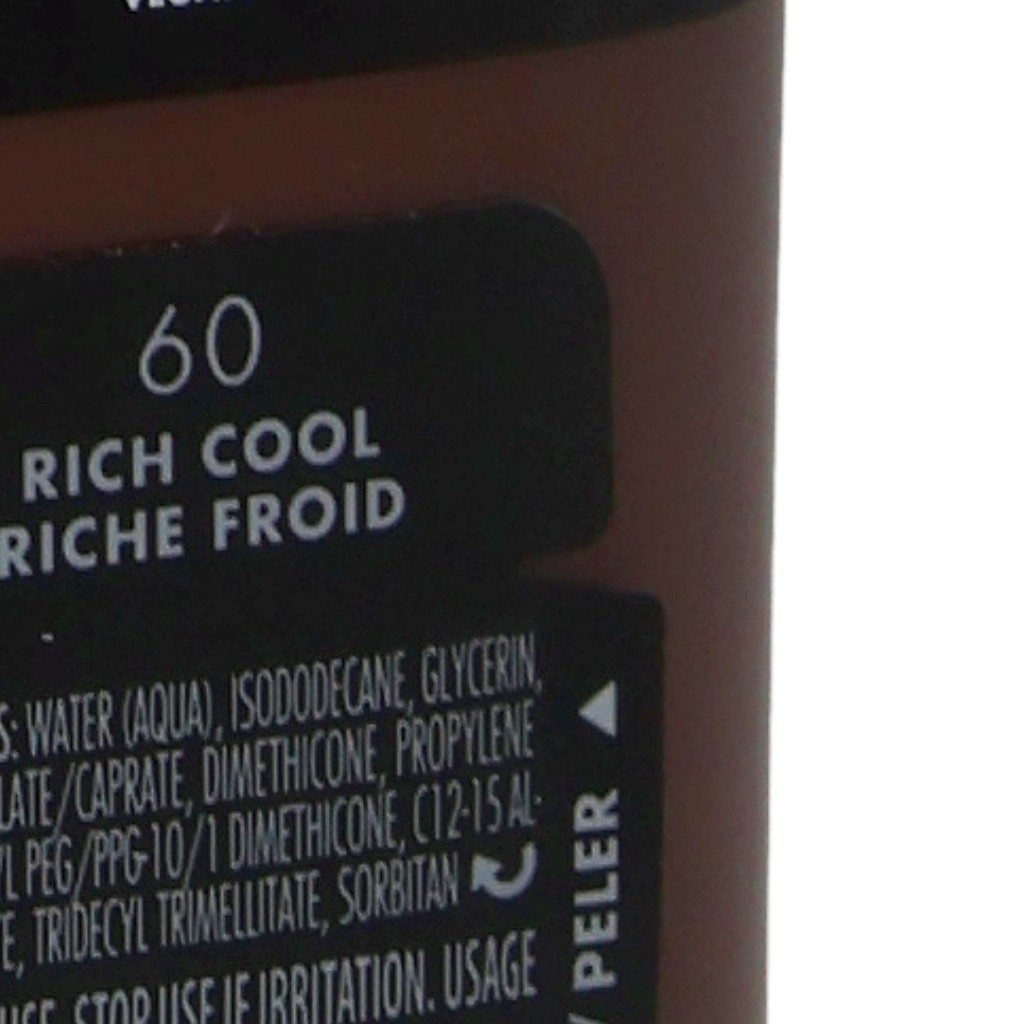 60
RICH COOL
RICHE FROID
S: WATER (AQUA), ISODODECANE, GLYCERIN,
LATE/CAPRATE, DIMETHICONE, PROPYLENE
YL PEG/PPG-10/1 DIMETHICONE, C12-15 AL-
E, TRIDECYL TRIMELLITATE, SORBITAN
USE. STOP USE IF IRRITATION. USAGE
/ PELER